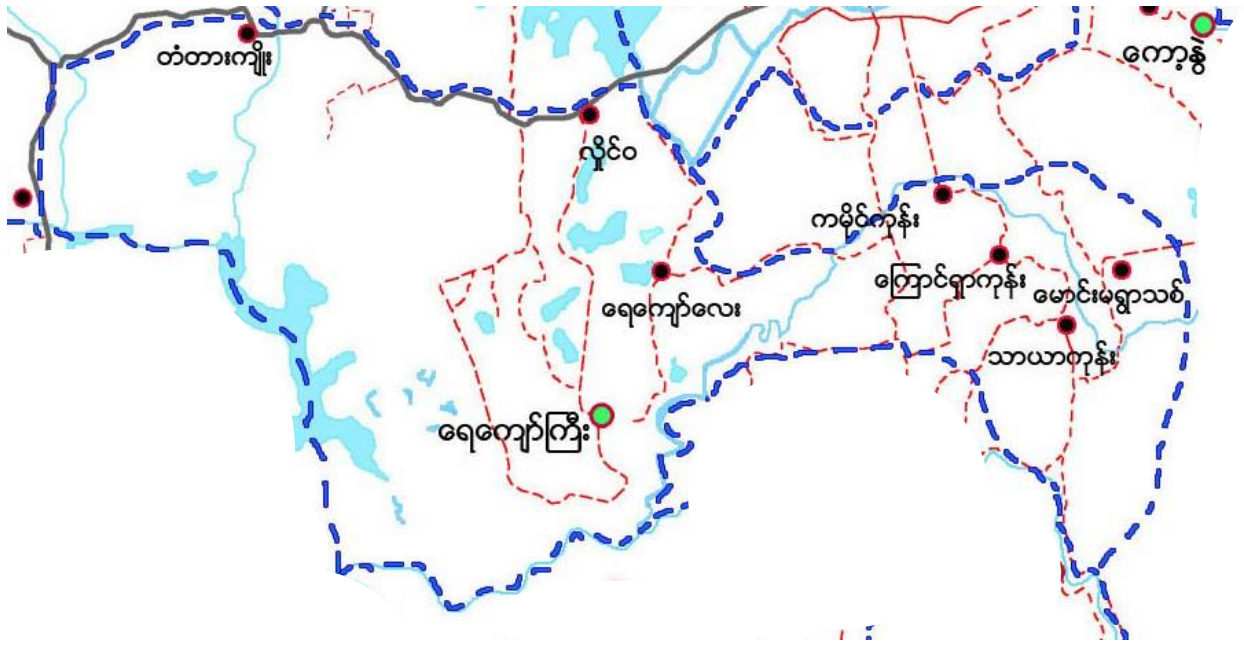 တံတားကျိုး
ကော့နွဲ
လှိုင်ဝ
ကမိုင်ကုန်း
ကြောင်ရှာကုန်း
မောင်းမရွာသစ်
ရေကျော်လေး
သာယာကုန်း
ရေကျော်ကြီး